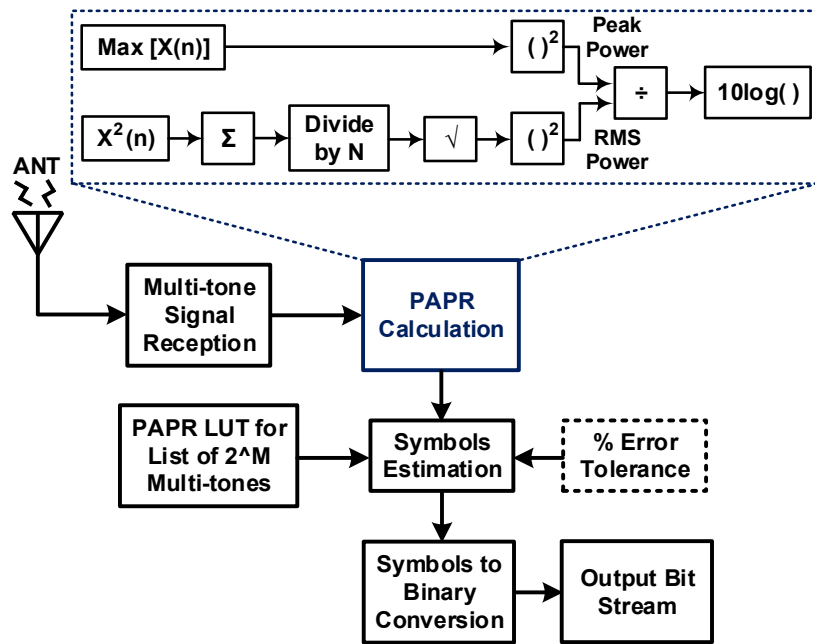 Max [X(n)]
( )²
Peak
Power
÷
10log( )
X²(n)
Σ
Divide
by N
√
( )²
RMS
Power
ANT
Multi-tone
Signal
Reception
PAPR
Calculation
PAPR LUT for
List of 2^M
Multi-tones
Symbols
Estimation
% Error
Tolerance
Symbols to
Binary
Conversion
Output Bit
Stream